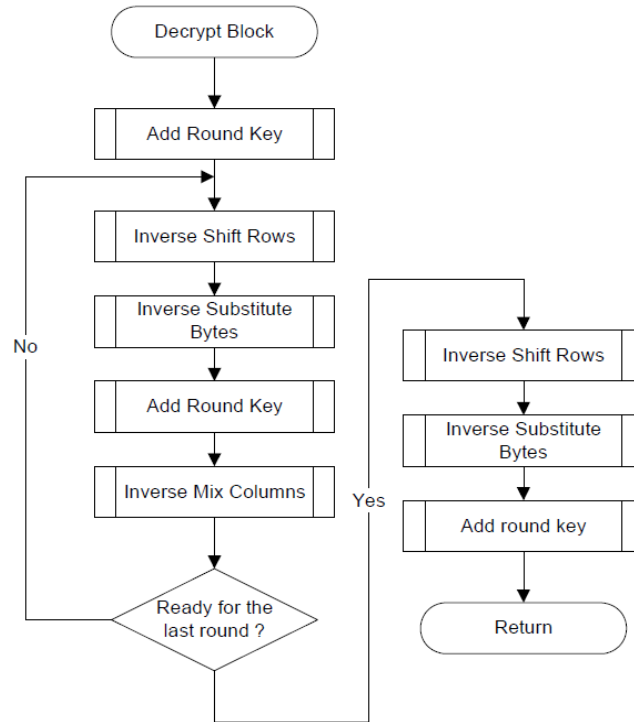 Decrypt Block
Add Round Key
Inverse Shift Rows
Inverse Substitute
Bytes
Add Round Key
Inverse Mix Columns
Ready for the
last round ?
No
Yes
Inverse Shift Rows
Inverse Substitute
Bytes
Add round key
Return